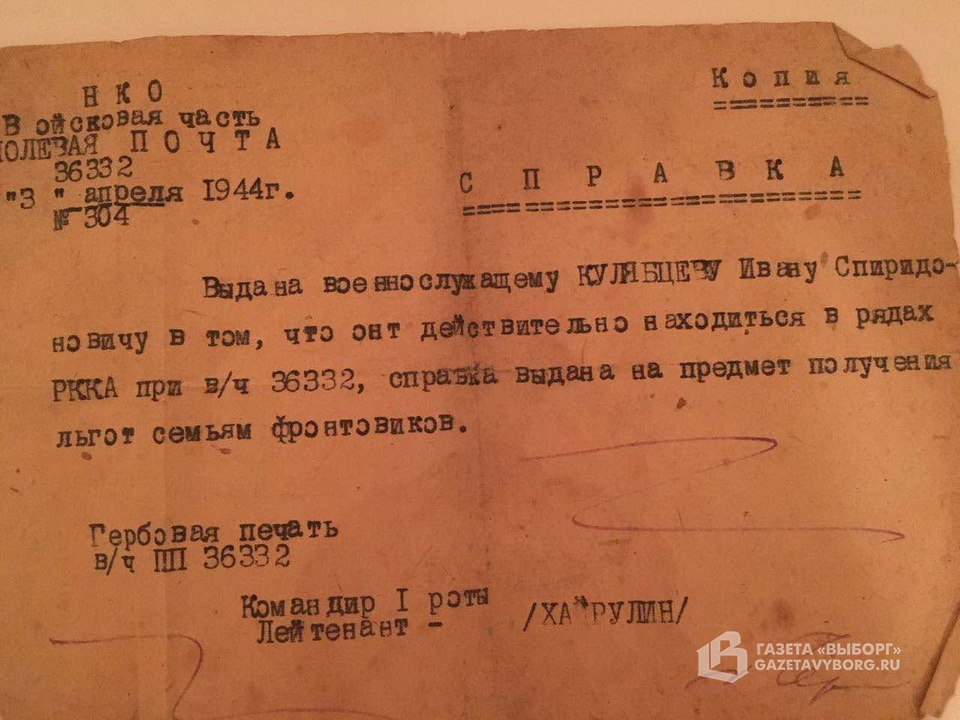 НКО
Войсковая часть
ПОЛЕВАЯ ПОЧТА
36332
"3" апреля 1944г.
№ 304
Копия
СПРАВКА
Выдана военнослужащему КУЛЯБЦЕВУ Ивану Спиридо-
новичу в том, что онт действительно находиться в рядах
РККА при в/ч 36332, справка выдана на предмет получения
льгот семьям фронтовиков.
Гербовая печать
в/ч ПП 36332
Командир I роты
Лейтенант - /ХАЙРУЛИН/
ГАЗЕТА «ВЫБОРГ»
GAZETAVYBORG.RU